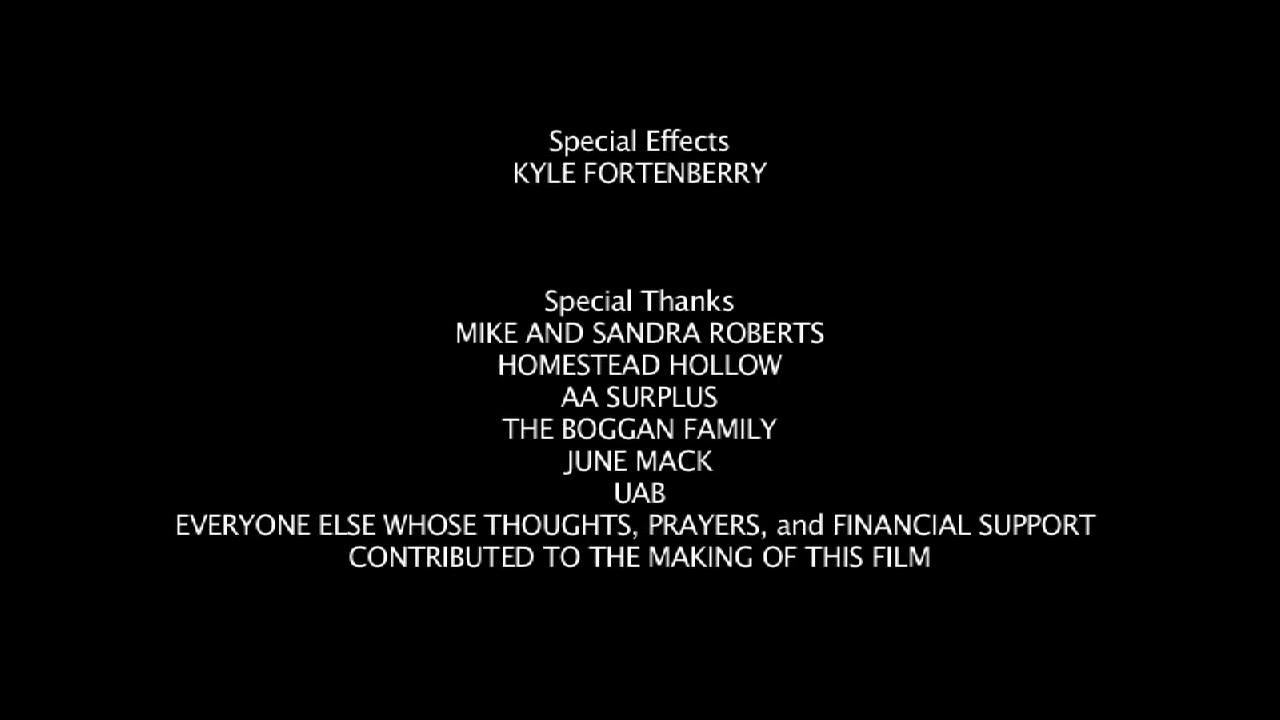 Special Effects
KYLE FORTENBERRY
Special Thanks
MIKE AND SANDRA ROBERTS
HOMESTEAD HOLLOW
AA SURPLUS
THE BOGGAN FAMILY
JUNE MACK
UAB
EVERYONE ELSE WHOSE THOUGHTS, PRAYERS, and FINANCIAL SUPPORT
CONTRIBUTED TO THE MAKING OF THIS FILM